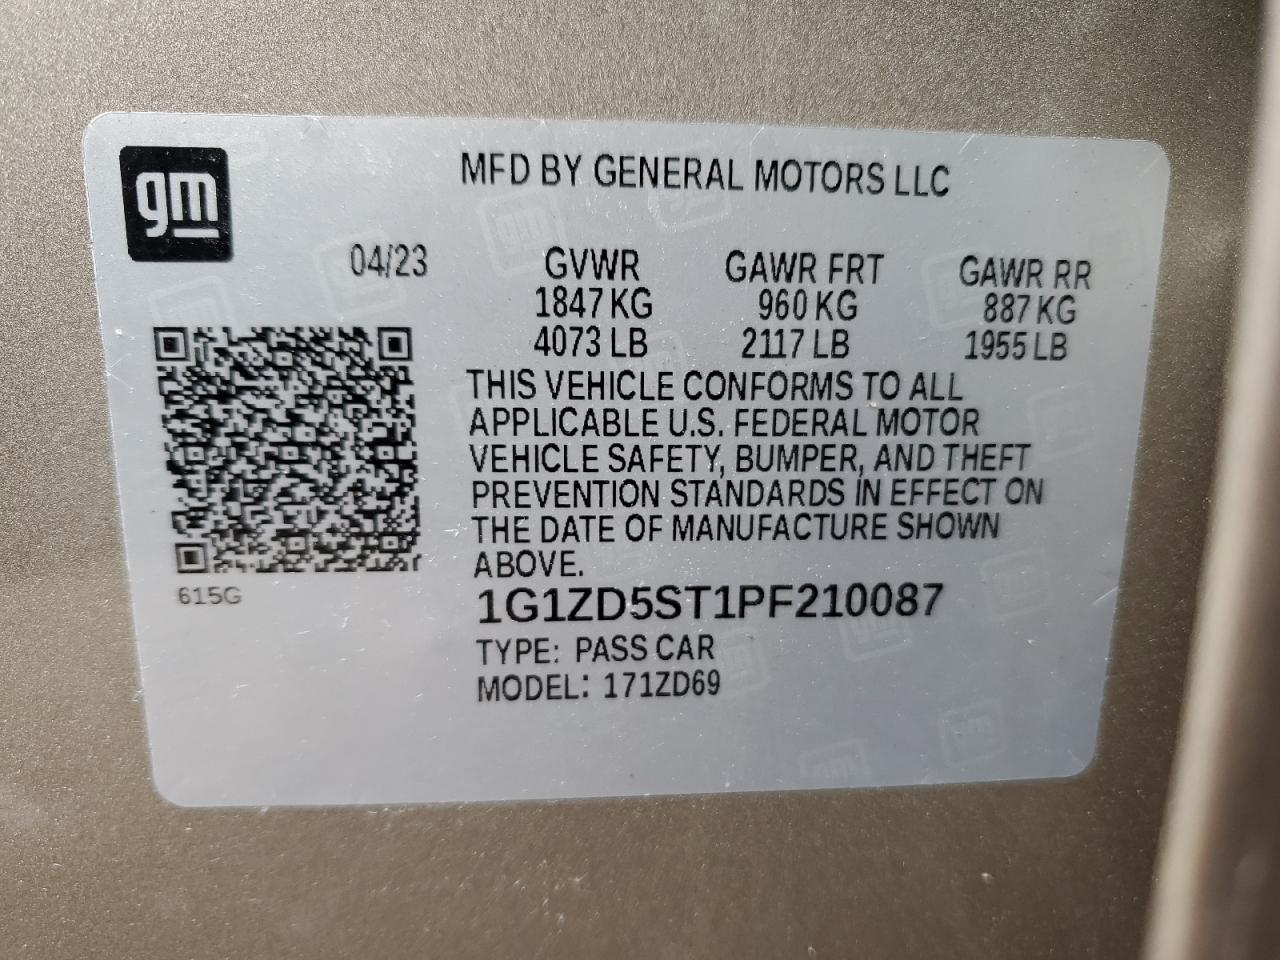 gm
MFD BY GENERAL MOTORS LLC
04/23 GVWR GAWR FRT GAWR RR
1847 KG 960 KG 887 KG
4073 LB 2117 LB 1955 LB
THIS VEHICLE CONFORMS TO ALL
APPLICABLE U.S. FEDERAL MOTOR
VEHICLE SAFETY, BUMPER, AND THEFT
PREVENTION STANDARDS IN EFFECT ON
THE DATE OF MANUFACTURE SHOWN
ABOVE.
615G
1G1ZD5ST1PF210087
TYPE: PASS CAR
MODEL: 171ZD69